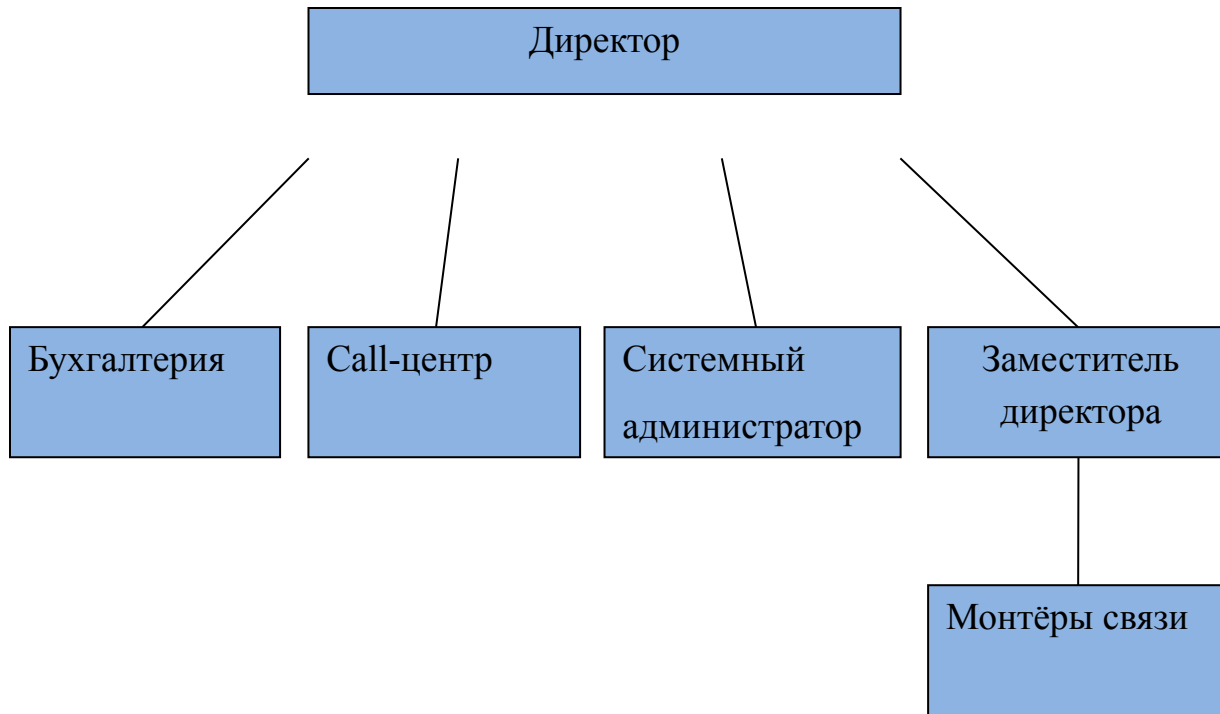 Директор
Бухгалтерия
Call-центр
Системный
администратор
Заместитель
директора
Монтёры связи